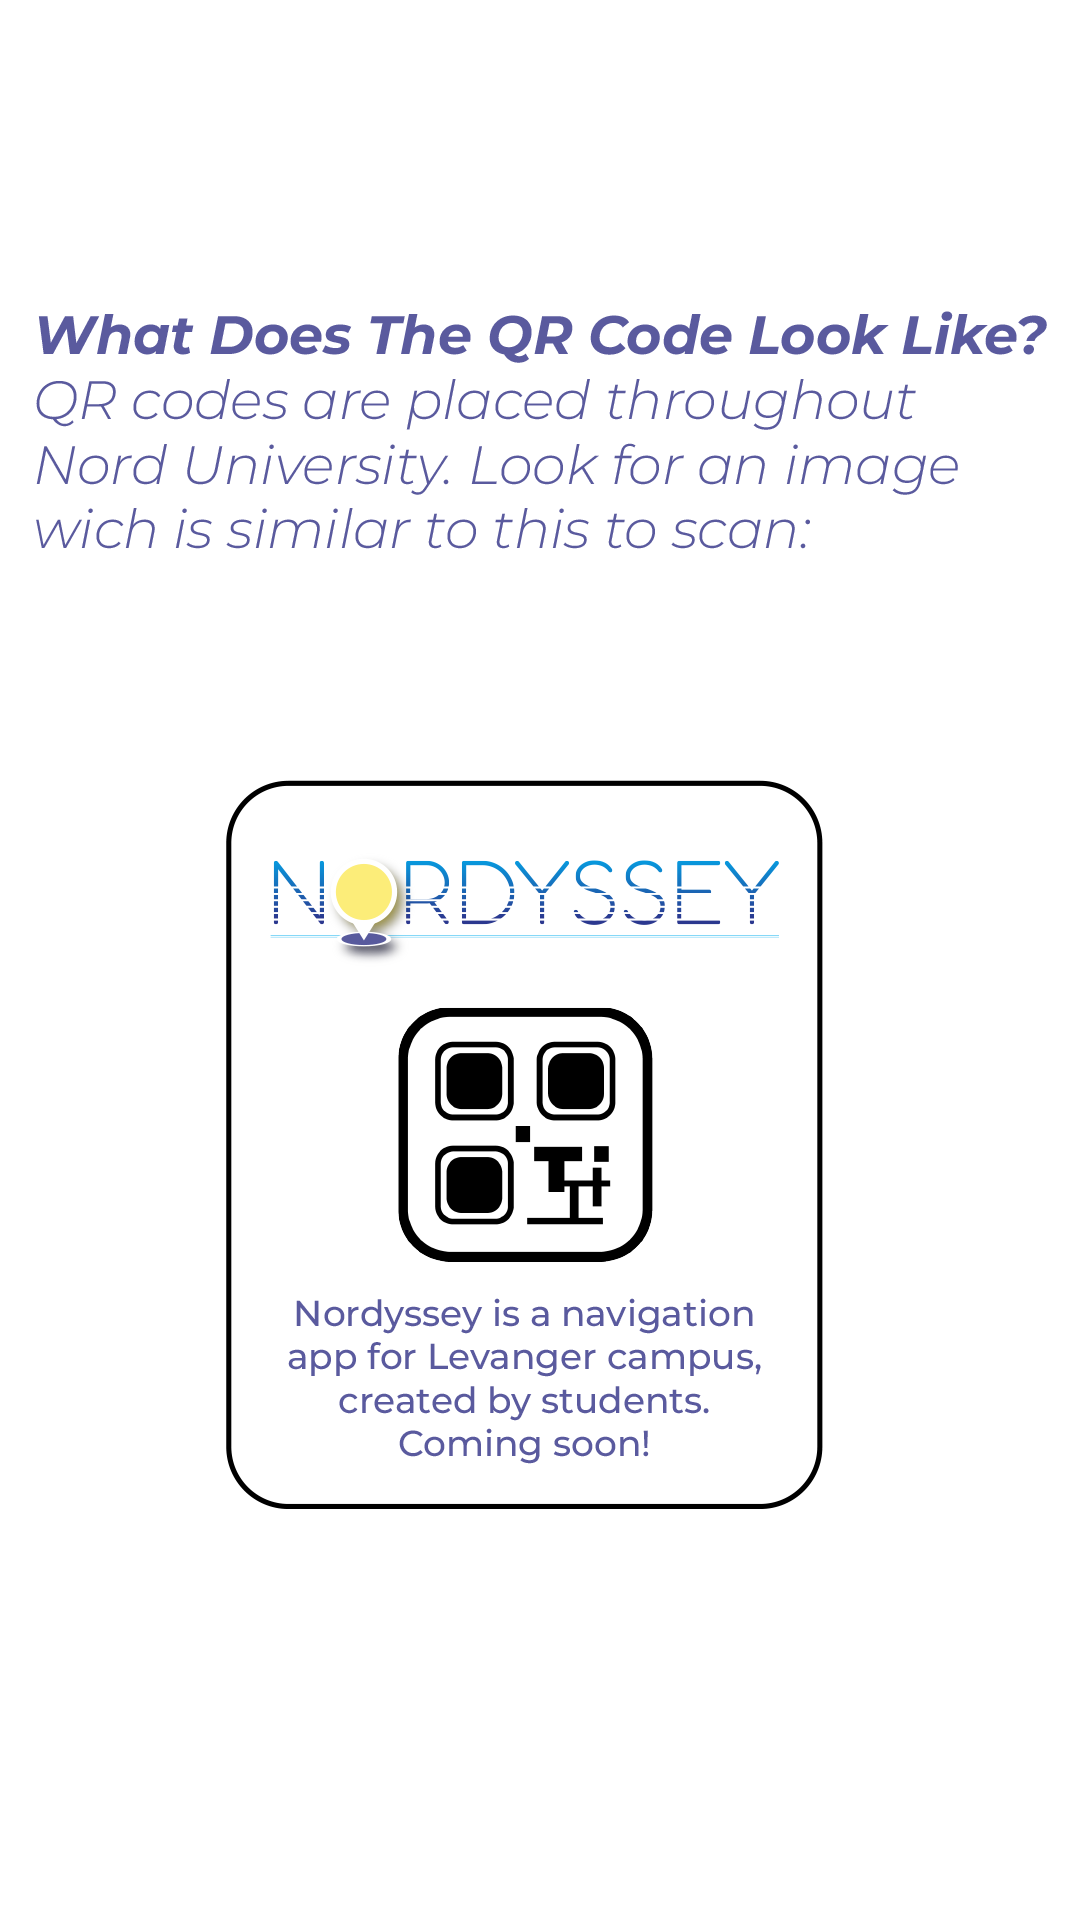 What Does The QR Code Look Like?
QR codes are placed throughout
Nord University. Look for an image
wich is similar to this to scan:
NORDYSSEY
Nordyssey is a navigation
app for Levanger campus,
created by students.
Coming soon!